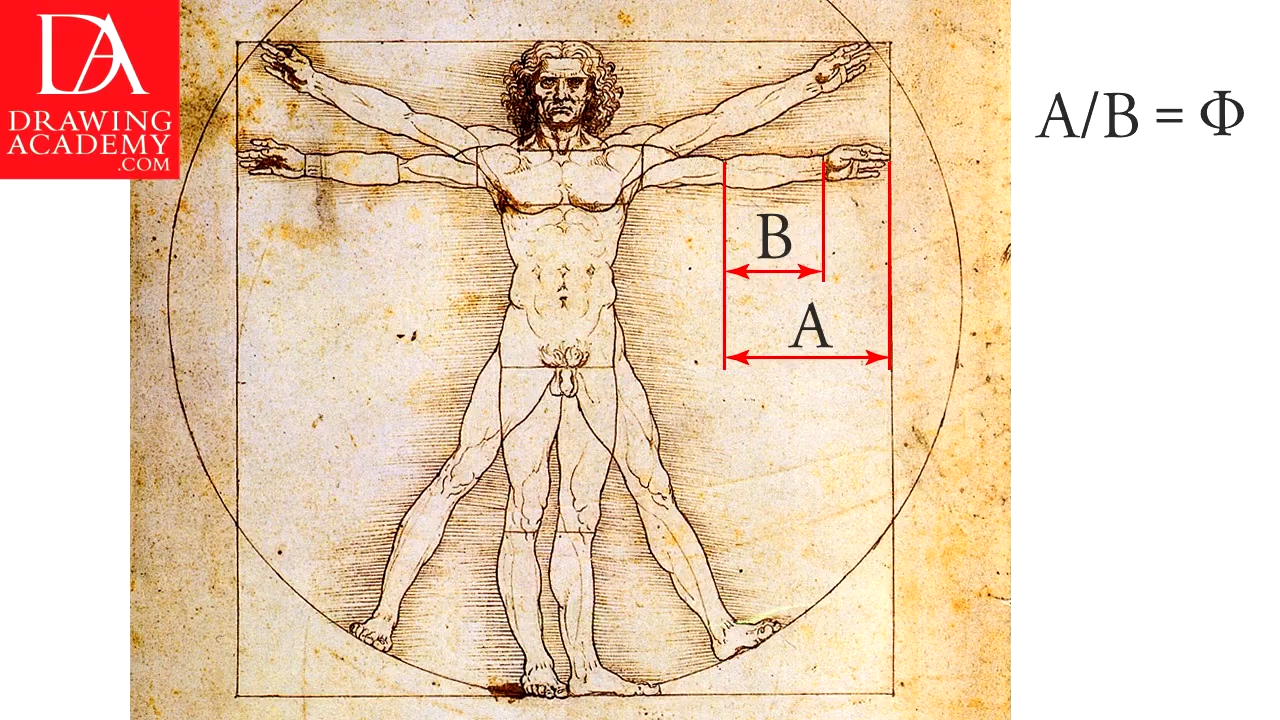 DA
DRAWING
ACADEMY
.COM
A/B = Φ
B
A